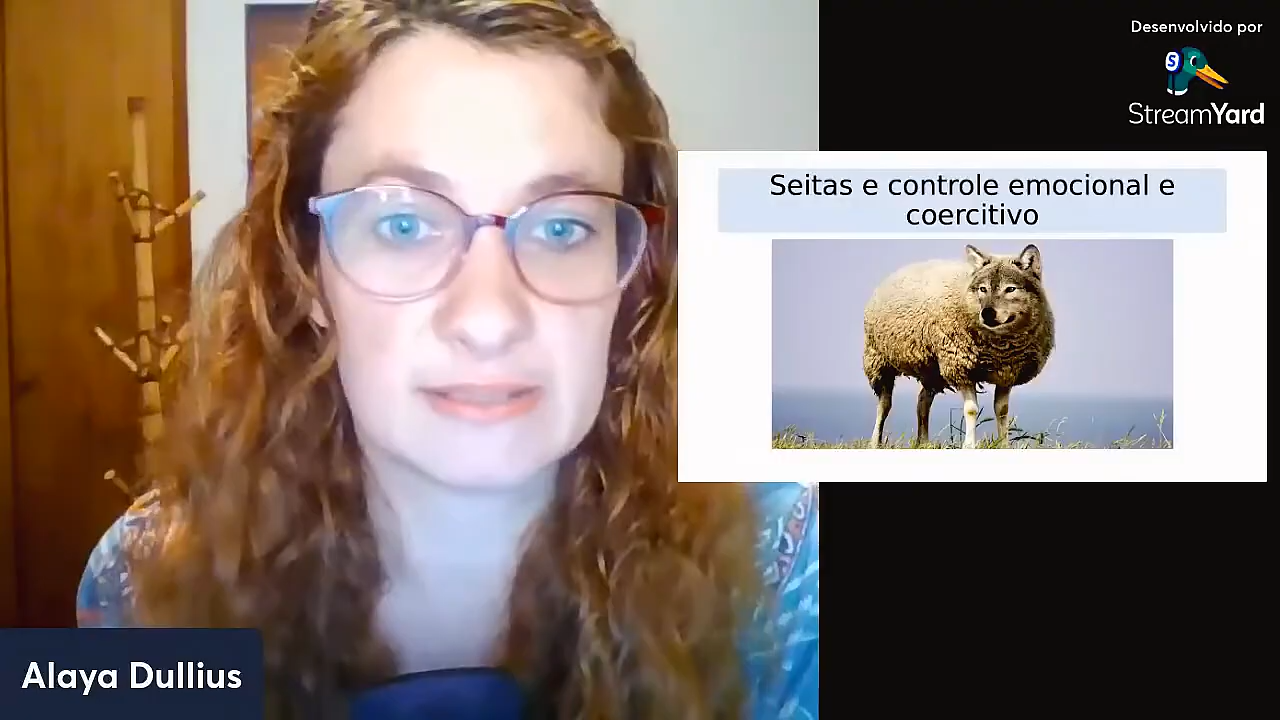 Desenvolvido por
StreamYard
Seitas e controle emocional e
coercitivo
Alaya Dullius